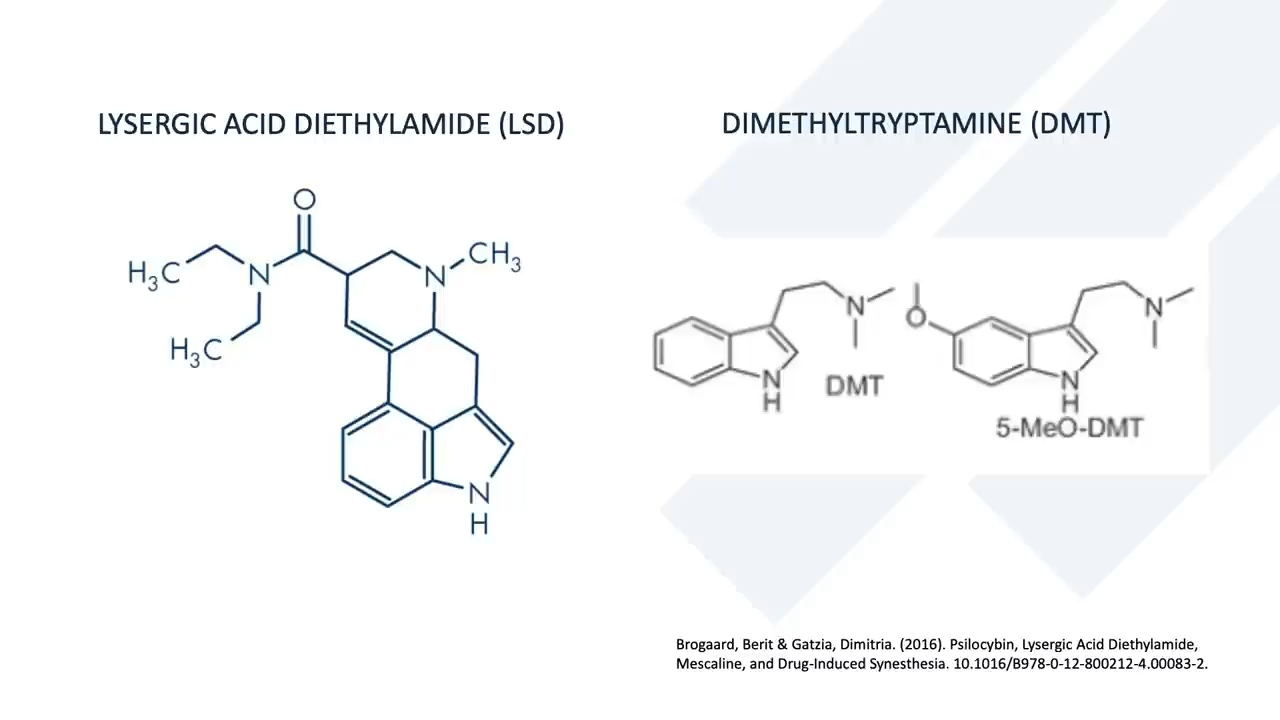 LYSERGIC ACID DIETHYLAMIDE (LSD)
O
H3C
N
N
CH3
H3C
N
H
DIMETHYLTRYPTAMINE (DMT)
N
N
H
DMT
O
N
N
H
5-MeO-DMT
Brogaard, Berit & Gatzia, Dimitria. (2016). Psilocybin, Lysergic Acid Diethylamide,
Mescaline, and Drug-Induced Synesthesia. 10.1016/B978-0-12-800212-4.00083-2.